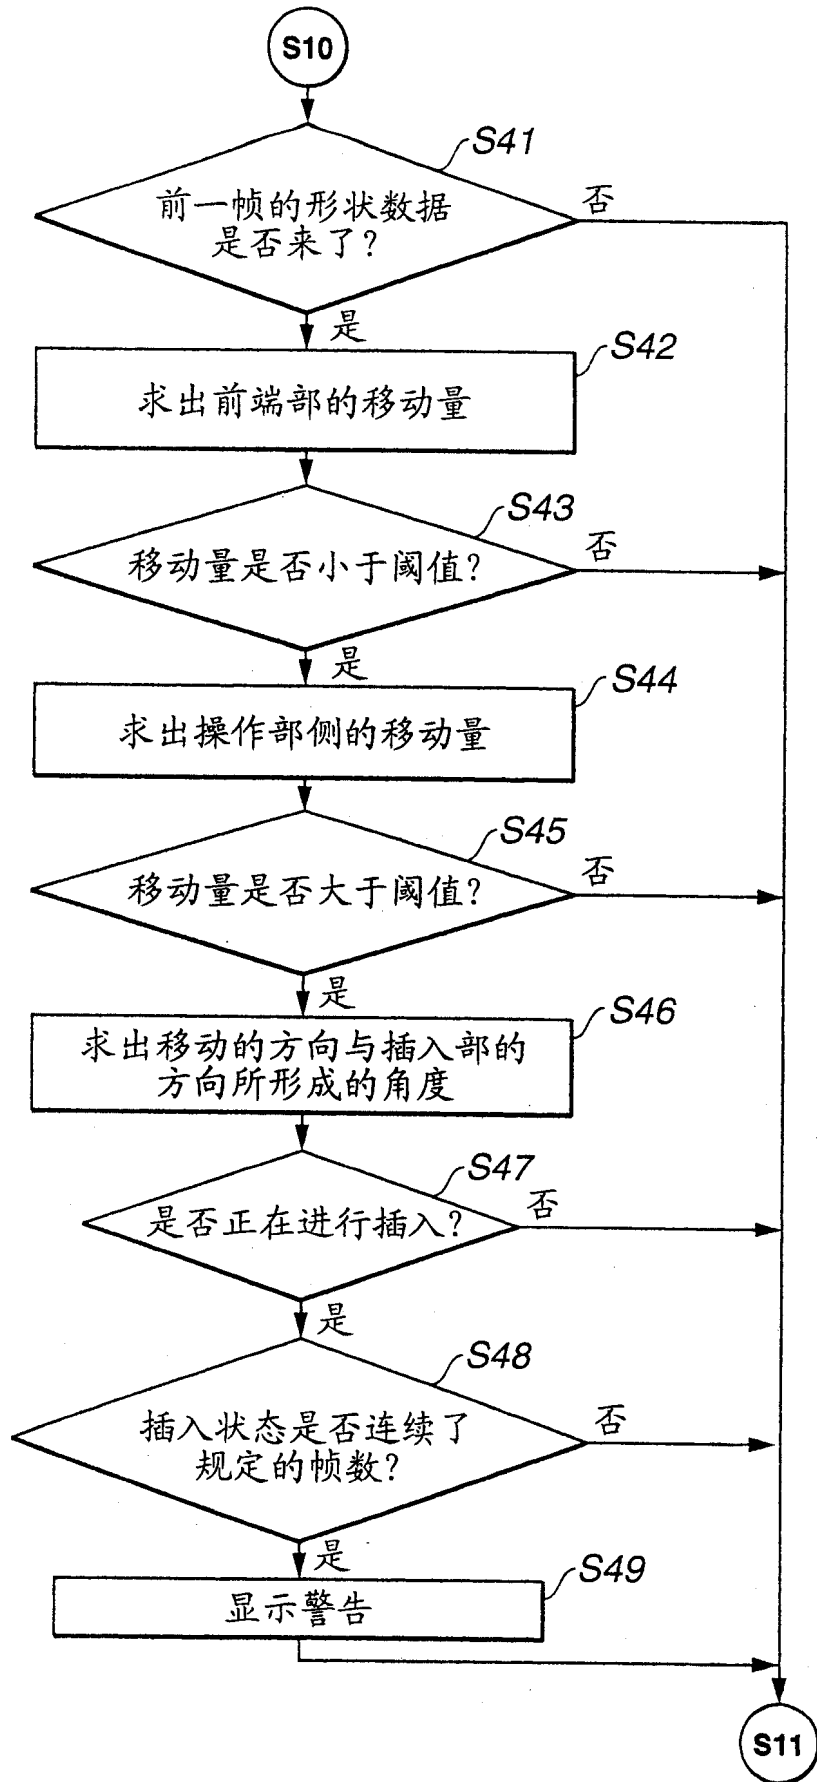 S10
S41
前一帧的形状数据
是否来了?
否
是
S42
求出前端部的移动量
S43
移动量是否小于阈值?
否
是
S44
求出操作部侧的移动量
S45
移动量是否大于阈值?
否
是
S46
求出移动的方向与插入部的
方向所形成的角度
S47
是否正在进行插入?
否
是
S48
插入状态是否连续了
规定的帧数?
否
是
S49
显示警告
S11